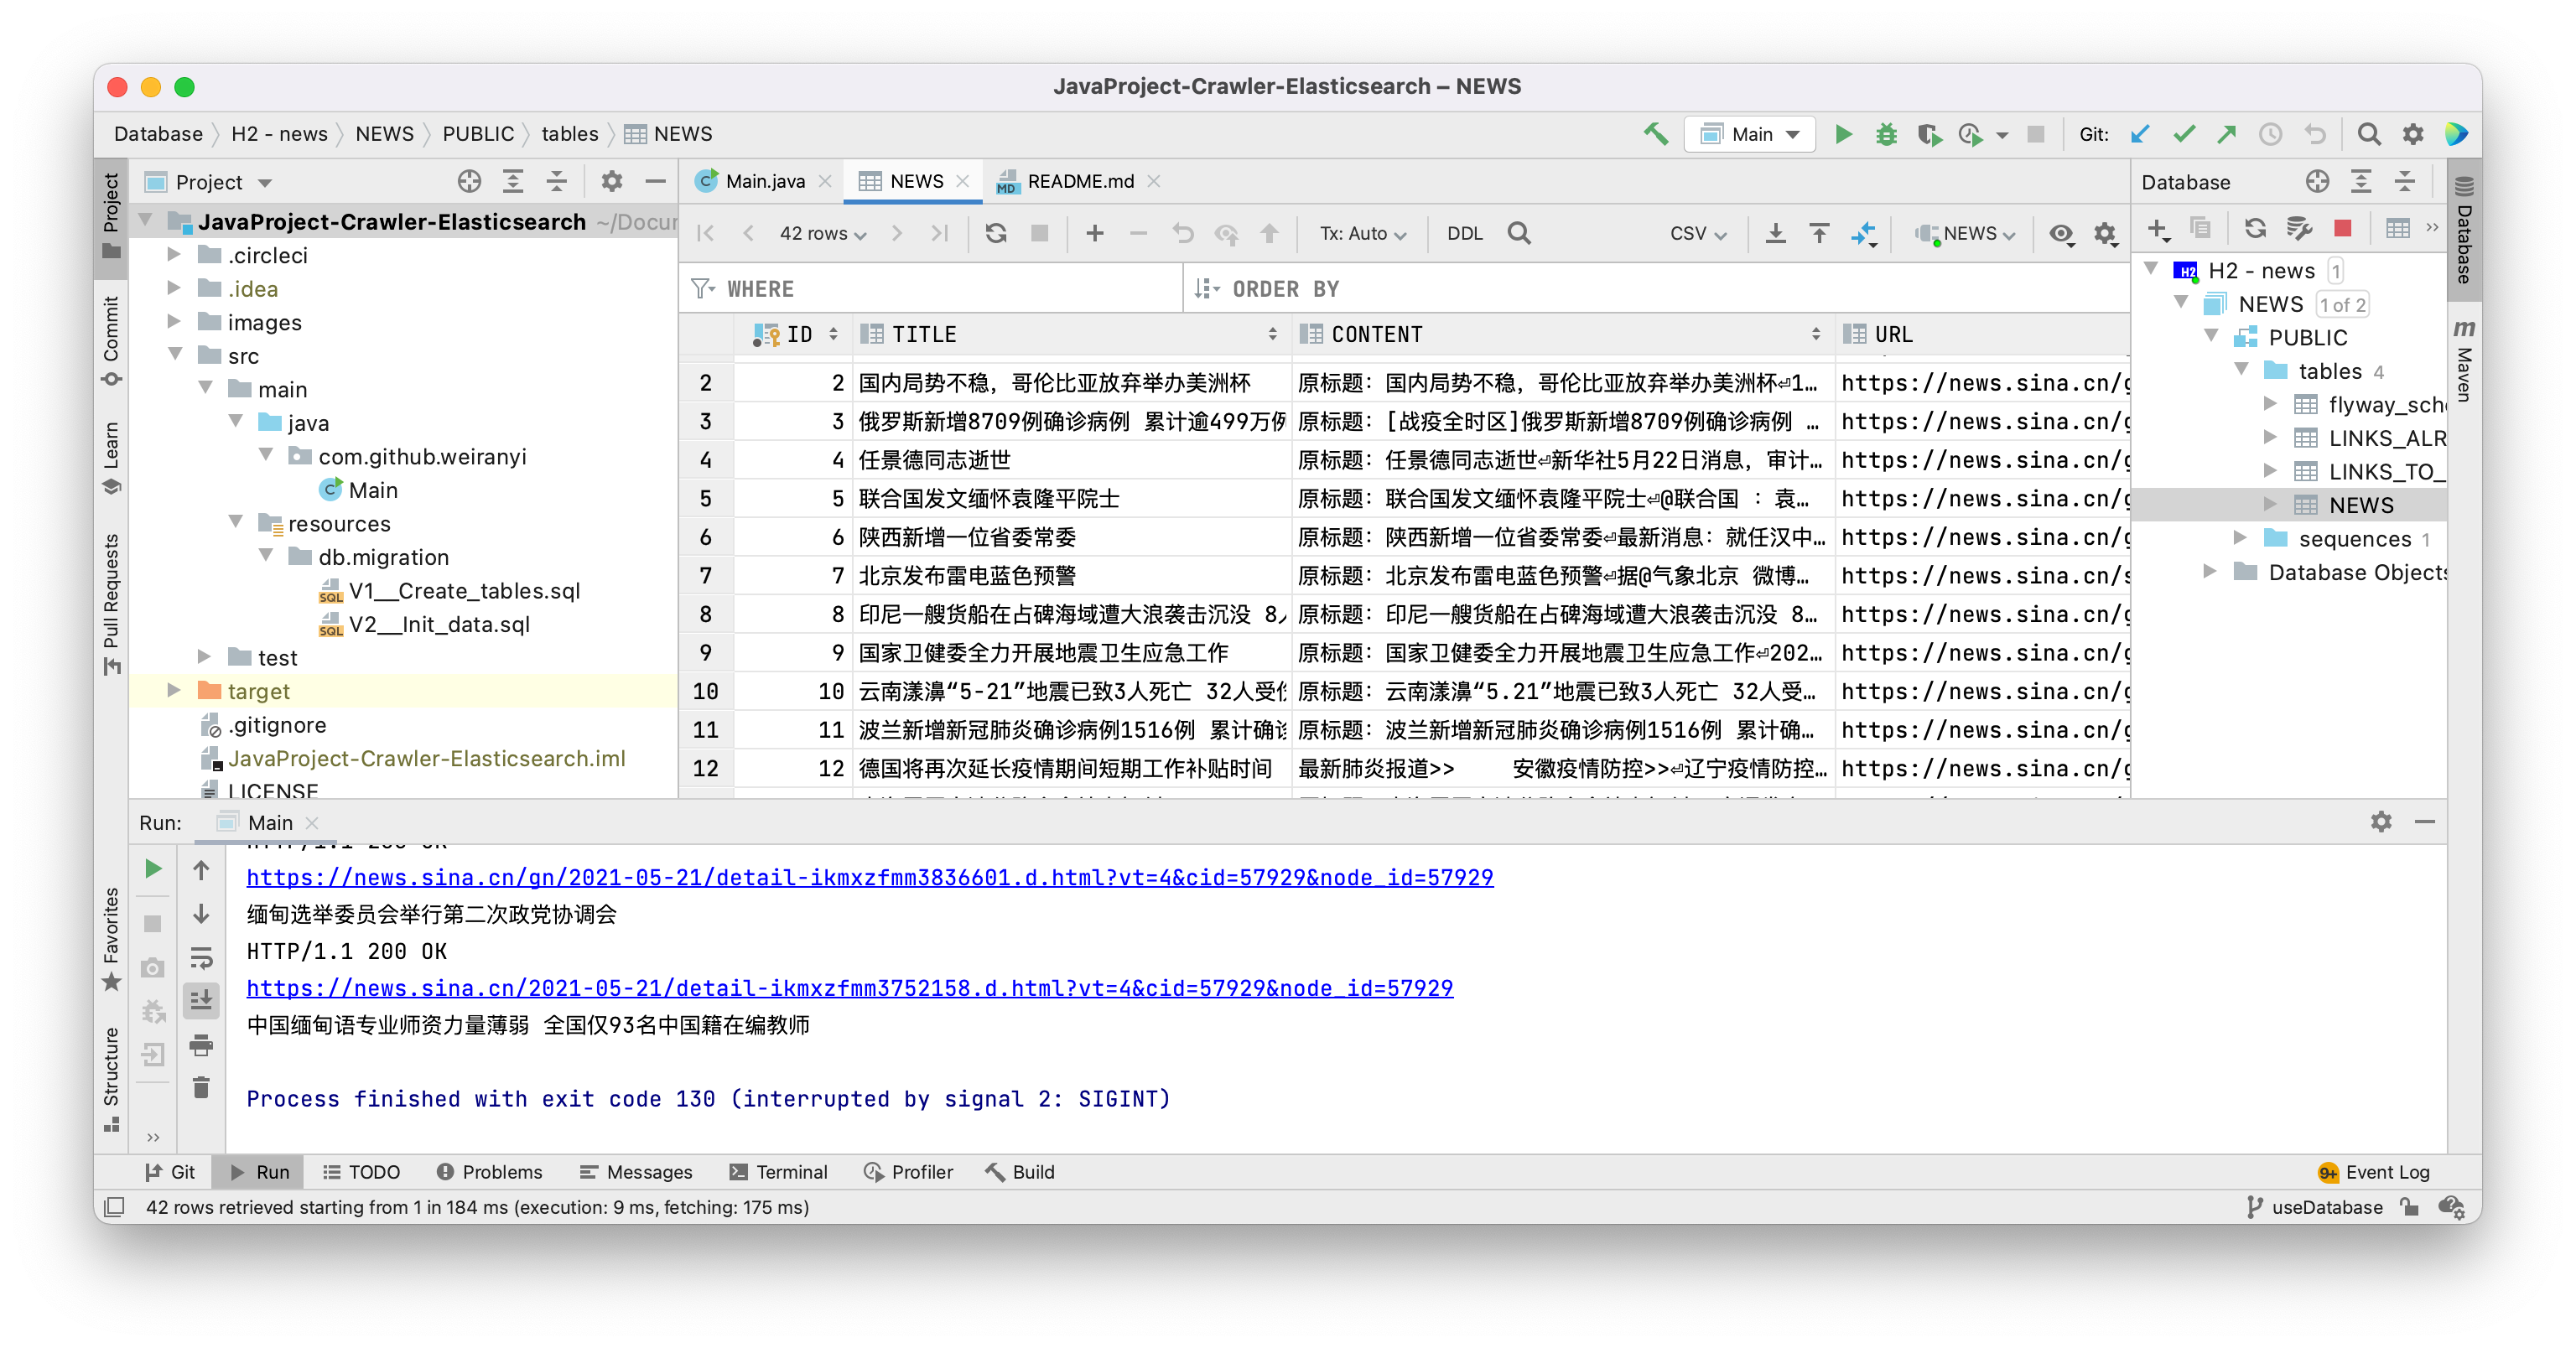 JavaProject-Crawler-Elasticsearch – NEWS
Database H2 - news NEWS PUBLIC tables NEWS
Main
Git:
Project
Main.java NEWS README.md
Database
JavaProject-Crawler-Elasticsearch ~/Docu
.circleci
.idea
images
src
main
java
com.github.weiranyi
Main
resources
db.migration
V1__Create_tables.sql
V2__Init_data.sql
test
target
.gitignore
JavaProject-Crawler-Elasticsearch.iml
LICENSE
42 rows Tx: Auto DDL CSV NEWS
WHERE ORDER BY
ID TITLE CONTENT URL
2 2 国内局势不稳，哥伦比亚放弃举办美洲杯 原标题：国内局势不稳，哥伦比亚放弃举办美洲杯⏎1… https://news.sina.cn/g
3 3 俄罗斯新增8709例确诊病例 累计逾499万例 原标题：[战疫全时区]俄罗斯新增8709例确诊病例 … https://news.sina.cn/g
4 4 任景德同志逝世 原标题：任景德同志逝世⏎新华社5月22日消息，审计… https://news.sina.cn/g
5 5 联合国发文缅怀袁隆平院士 原标题：联合国发文缅怀袁隆平院士⏎@联合国 ：袁… https://news.sina.cn/g
6 6 陕西新增一位省委常委 原标题：陕西新增一位省委常委⏎最新消息：就任汉中… https://news.sina.cn/g
7 7 北京发布雷电蓝色预警 原标题：北京发布雷电蓝色预警⏎据@气象北京 微博… https://news.sina.cn/s
8 8 印尼一艘货船在占碑海域遭大浪袭击沉没 8人 原标题：印尼一艘货船在占碑海域遭大浪袭击沉没 8… https://news.sina.cn/g
9 9 国家卫健委全力开展地震卫生应急工作 原标题：国家卫健委全力开展地震卫生应急工作⏎202… https://news.sina.cn/g
10 10 云南漾濞“5-21”地震已致3人死亡 32人受伤 原标题：云南漾濞“5.21”地震已致3人死亡 32人受… https://news.sina.cn/g
11 11 波兰新增新冠肺炎确诊病例1516例 累计确诊 原标题：波兰新增新冠肺炎确诊病例1516例 累计确… https://news.sina.cn/g
12 12 德国将再次延长疫情期间短期工作补贴时间 最新肺炎报道>> 安徽疫情防控>>⏎辽宁疫情防控… https://news.sina.cn/g
H2 - news 1
NEWS 1 of 2
PUBLIC
tables 4
flyway_sch
LINKS_ALR
LINKS_TO_
NEWS
sequences 1
Database Objects
Project
Commit
Learn
Pull Requests
Favorites
Structure
Database
Maven
Run: Main
HTTP/1.1 200 OK
https://news.sina.cn/gn/2021-05-21/detail-ikmxzfmm3836601.d.html?vt=4&cid=57929&node_id=57929
缅甸选举委员会举行第二次政党协调会
HTTP/1.1 200 OK
https://news.sina.cn/2021-05-21/detail-ikmxzfmm3752158.d.html?vt=4&cid=57929&node_id=57929
中国缅甸语专业师资力量薄弱 全国仅93名中国籍在编教师
Process finished with exit code 130 (interrupted by signal 2: SIGINT)
Git Run TODO Problems Messages Terminal Profiler Build 9+ Event Log
42 rows retrieved starting from 1 in 184 ms (execution: 9 ms, fetching: 175 ms) useDatabase